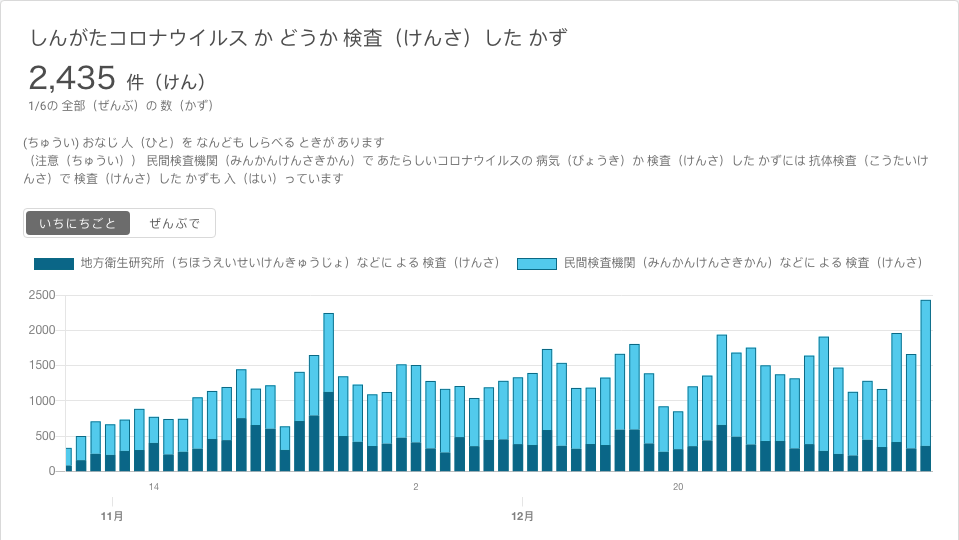 しんがたコロナウイルス か どうか 検査（けんさ）した かず
2,435 件（けん）
1/6の 全部（ぜんぶ）の 数（かず）
(ちゅうい) おなじ 人（ひと）を なんども しらべる ときが あります
（注意（ちゅうい）） 民間検査機関（みんかんけんさきかん）で あたらしいコロナウイルスの 病気（びょうき）か 検査（けんさ）した かずには 抗体検査（こうたいけ
んさ）で 検査（けんさ）した かずも 入（はい）っています
いちにちごと ぜんぶで
地方衛生研究所（ちほうえいせいけんきゅうじょ）などに よる 検査（けんさ） 民間検査機関（みんかんけんさきかん）などに よる 検査（けんさ）
2500
2000
1500
1000
500
0
14 2 20
11月 12月